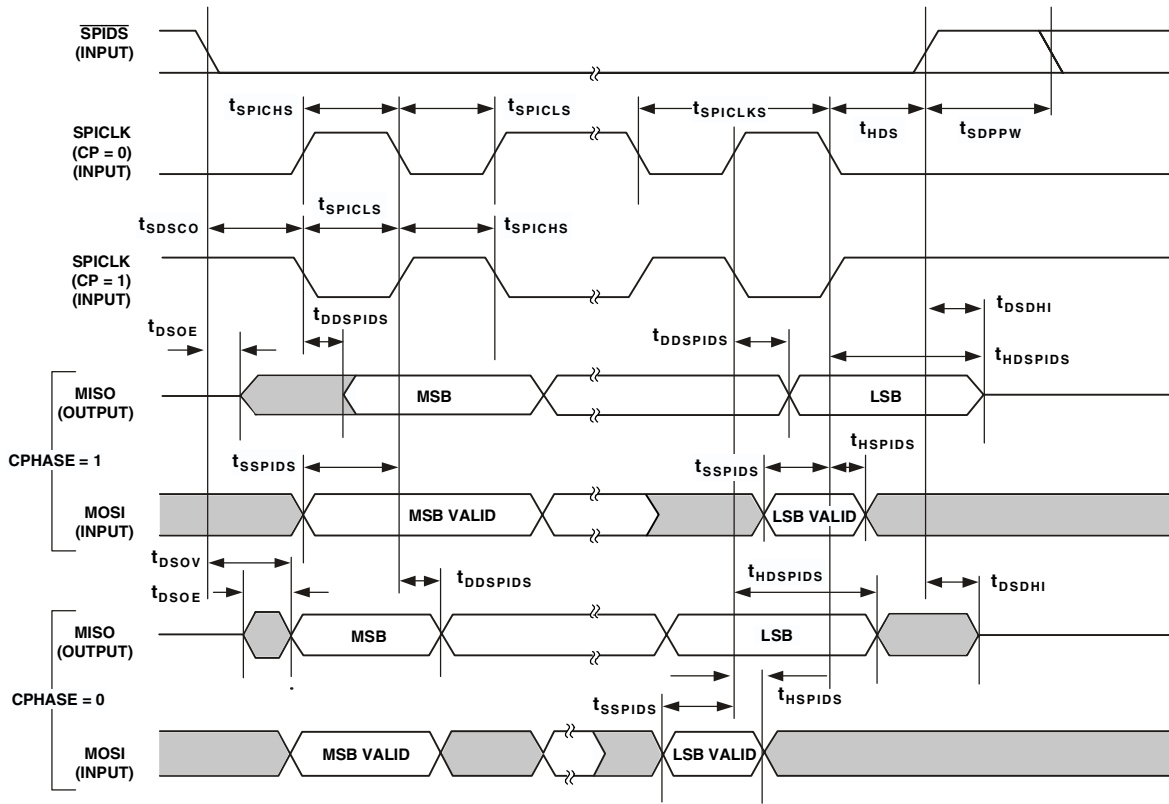 SPIDS
(INPUT)
tSPICHS
tSPICLS
tSPICLKS
tHDS
tSDPPW
SPICLK
(CP = 0)
(INPUT)
tSDSCO
tSPICLS
tSPICHS
SPICLK
(CP = 1)
(INPUT)
tDSOE
tDDSPIDS
tDDSPIDS
tDSDHI
tHDSPIDS
MISO
(OUTPUT)
MSB
LSB
CPHASE = 1
tSSPIDS
tSSPIDS
tHSPIDS
MOSI
(INPUT)
MSB VALID
LSB VALID
tDSOV
tDSOE
tDDSPIDS
tHDSPIDS
tDSDHI
MISO
(OUTPUT)
MSB
LSB
CPHASE = 0
tSSPIDS
tHSPIDS
MOSI
(INPUT)
MSB VALID
LSB VALID